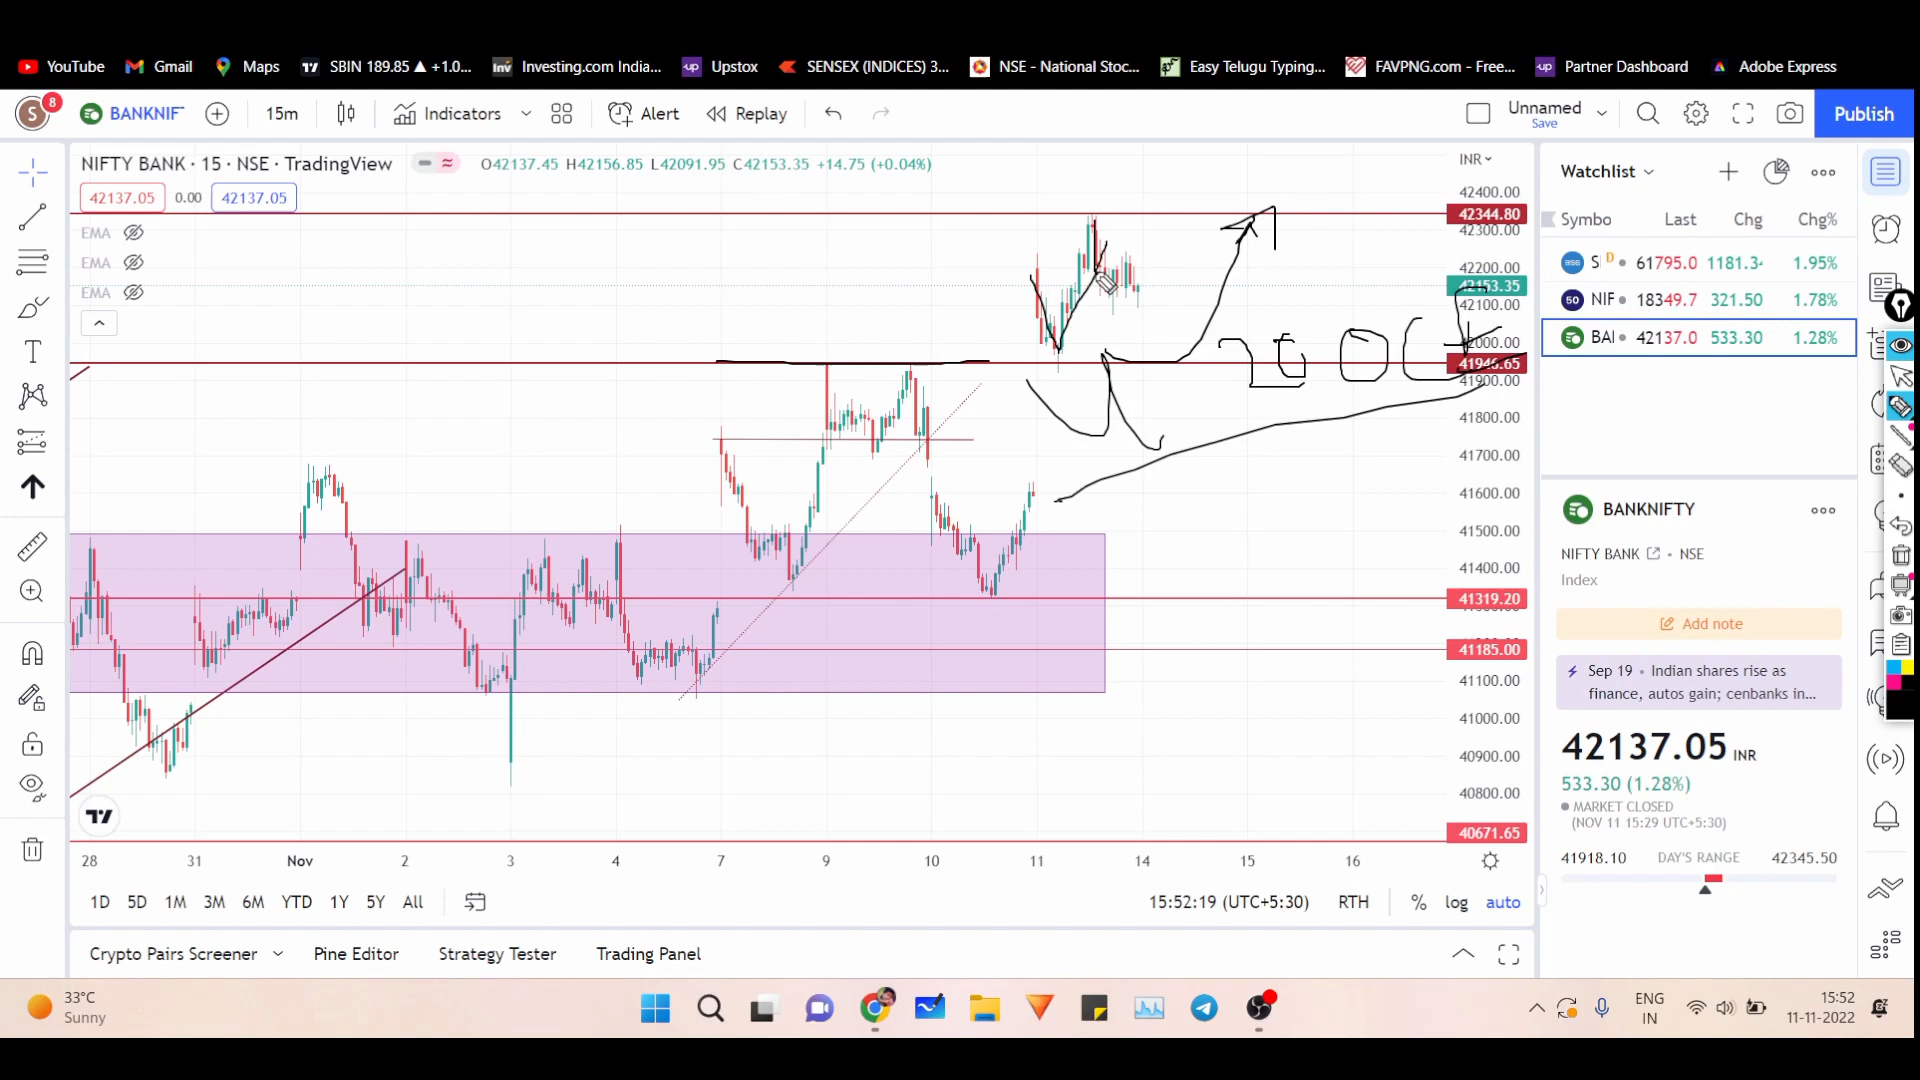 YouTube Gmail Maps SBIN 189.85 ▲ +1.0... Investing.com India... Upstox SENSEX (INDICES) 3... NSE - National Stoc... Easy Telugu Typing... FAVPNG.com - Free... Partner Dashboard Adobe Express
S 8 BANKNIF 15m Indicators Alert Replay Unnamed Save Publish
NIFTY BANK · 15 · NSE · TradingView O42137.45 H42156.85 L42091.95 C42153.35 +14.75 (+0.04%) INR
42137.05 0.00 42137.05
EMA
EMA
EMA
42400.00
42344.80
42300.00
42200.00
42153.35
42100.00
42000.00
41900.00
41800.00
41700.00
41600.00
41500.00
41400.00
41319.20
41185.00
41100.00
41000.00
40900.00
40800.00
40671.65
28 31 Nov 2 3 4 7 9 10 11 14 15 16
1D 5D 1M 3M 6M YTD 1Y 5Y All 15:52:19 (UTC+5:30) RTH % log auto
Crypto Pairs Screener Pine Editor Strategy Tester Trading Panel
Watchlist
Symbo Last Chg Chg%
S D 61795.0 1181.3 1.95%
50 NIF 18349.7 321.50 1.78%
BAI 42137.0 533.30 1.28%
BANKNIFTY
NIFTY BANK · NSE
Index
Add note
Sep 19 · Indian shares rise as
finance, autos gain; cenbanks in...
42137.05 INR
533.30 (1.28%)
MARKET CLOSED
(NOV 11 15:29 UTC+5:30)
41918.10 DAY'S RANGE 42345.50
33°C
Sunny
ENG
IN
15:52
11-11-2022